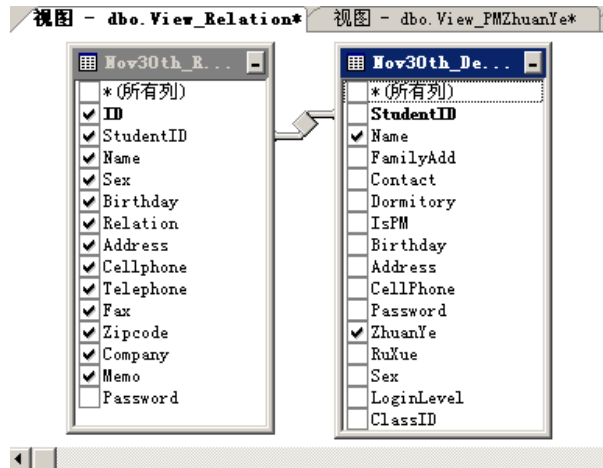 视图 - dbo.View_Relation* 视图 - dbo.View_PMZhuanYe*
Nov30th_R...
*(所有列)
ID
StudentID
Name
Sex
Birthday
Relation
Address
Cellphone
Telephone
Fax
Zipcode
Company
Memo
Password
Nov30th_De...
*(所有列)
StudentID
Name
FamilyAdd
Contact
Dormitory
IsPM
Birthday
Address
CellPhone
Password
ZhuanYe
RuXue
Sex
LoginLevel
ClassID